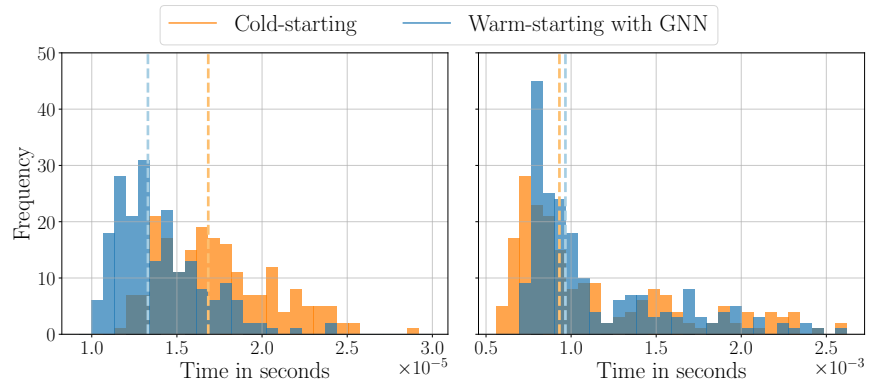 Cold-starting Warm-starting with GNN
Frequency
50
40
30
20
10
0
1.0 1.5 2.0 2.5 3.0
Time in seconds ×10⁻⁵
0.5 1.0 1.5 2.0 2.5
Time in seconds ×10⁻³